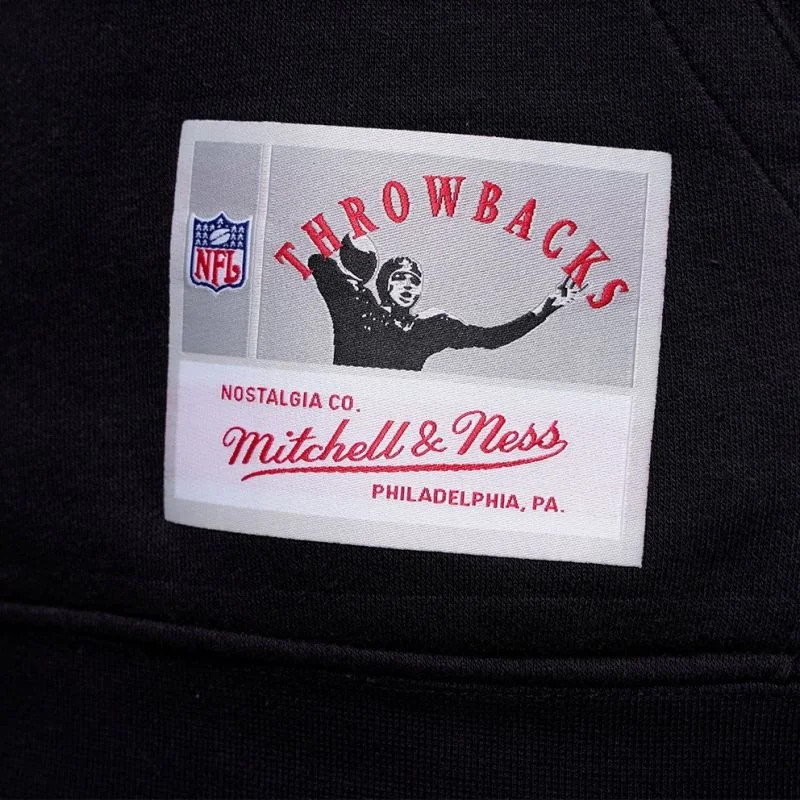 THROWBACKS
NFL
NOSTALGIA CO.
Mitchell & Ness
PHILADELPHIA, PA.